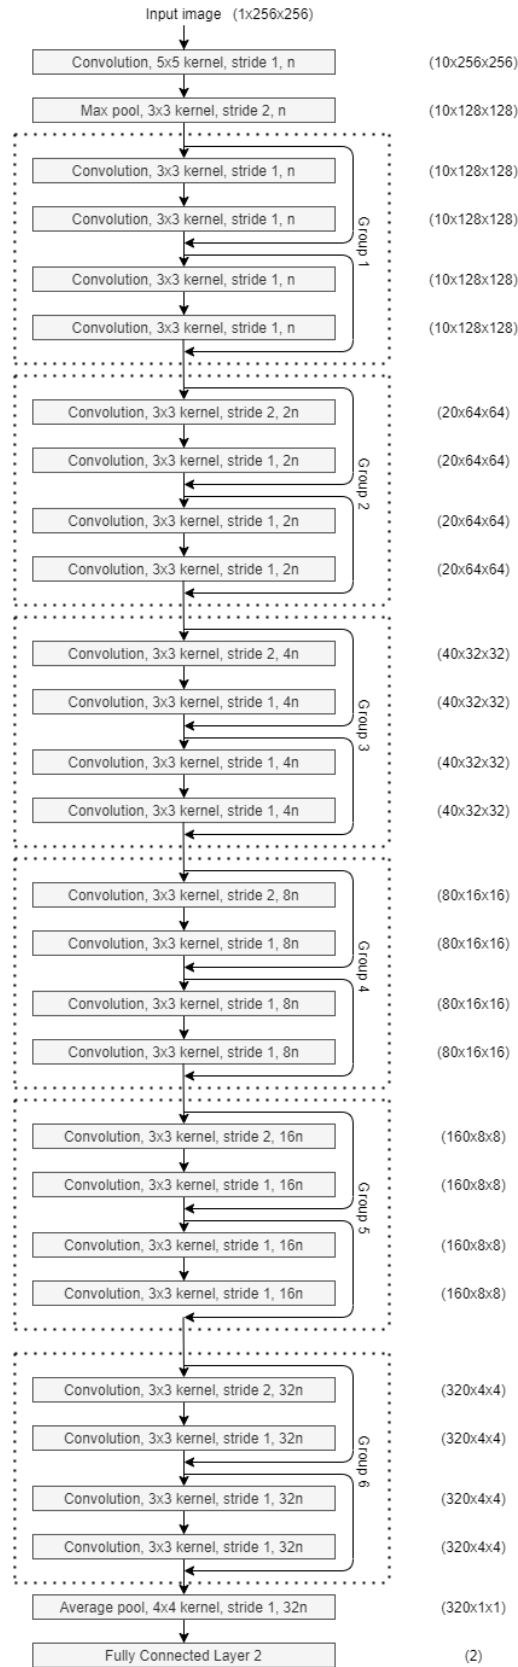 Input image (1x256x256)
Convolution, 5x5 kernel, stride 1, n (10x256x256)
Max pool, 3x3 kernel, stride 2, n (10x128x128)
Convolution, 3x3 kernel, stride 1, n (10x128x128)
Convolution, 3x3 kernel, stride 1, n (10x128x128)
Group 1
Convolution, 3x3 kernel, stride 1, n (10x128x128)
Convolution, 3x3 kernel, stride 1, n (10x128x128)
Convolution, 3x3 kernel, stride 2, 2n (20x64x64)
Convolution, 3x3 kernel, stride 1, 2n (20x64x64)
Group 2
Convolution, 3x3 kernel, stride 1, 2n (20x64x64)
Convolution, 3x3 kernel, stride 1, 2n (20x64x64)
Convolution, 3x3 kernel, stride 2, 4n (40x32x32)
Convolution, 3x3 kernel, stride 1, 4n (40x32x32)
Group 3
Convolution, 3x3 kernel, stride 1, 4n (40x32x32)
Convolution, 3x3 kernel, stride 1, 4n (40x32x32)
Convolution, 3x3 kernel, stride 2, 8n (80x16x16)
Convolution, 3x3 kernel, stride 1, 8n (80x16x16)
Group 4
Convolution, 3x3 kernel, stride 1, 8n (80x16x16)
Convolution, 3x3 kernel, stride 1, 8n (80x16x16)
Convolution, 3x3 kernel, stride 2, 16n (160x8x8)
Convolution, 3x3 kernel, stride 1, 16n (160x8x8)
Group 5
Convolution, 3x3 kernel, stride 1, 16n (160x8x8)
Convolution, 3x3 kernel, stride 1, 16n (160x8x8)
Convolution, 3x3 kernel, stride 2, 32n (320x4x4)
Convolution, 3x3 kernel, stride 1, 32n (320x4x4)
Group 6
Convolution, 3x3 kernel, stride 1, 32n (320x4x4)
Convolution, 3x3 kernel, stride 1, 32n (320x4x4)
Average pool, 4x4 kernel, stride 1, 32n (320x1x1)
Fully Connected Layer 2 (2)